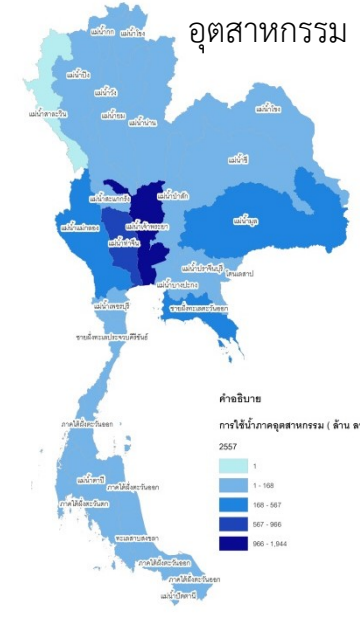 อุตสาหกรรม
แม่น้ำกก แม่น้ำโขง
แม่น้ำปิง
แม่น้ำวัง
แม่น้ำโขง
แม่น้ำสาละวิน
แม่น้ำยม
แม่น้ำน่าน
แม่น้ำชี
แม่น้ำสะแกกรัง
แม่น้ำป่าสัก
แม่น้ำแม่กลอง
แม่น้ำเจ้าพระยา
แม่น้ำมูล
แม่น้ำท่าจีน
แม่น้ำปราจีนบุรี
โตนเลสาป
แม่น้ำบางปะกง
แม่น้ำเพชรบุรี
ชายฝั่งทะเลตะวันออก
ชายฝั่งทะเลประจวบคีรีขันธ์
คำอธิบาย
ภาคใต้ฝั่งตะวันออก
การใช้น้ำภาคอุตสาหกรรม ( ล้าน ลบ
2557
1
1 - 168
168 - 567
567 - 966
966 - 1,944
แม่น้ำตาปี
ภาคใต้ฝั่งตะวันออก
ภาคใต้ฝั่งตะวันตก
ทะเลสาบสงขลา
ภาคใต้ฝั่งตะวันออก
ภาคใต้ฝั่งตะวันออก
แม่น้ำปัตตานี